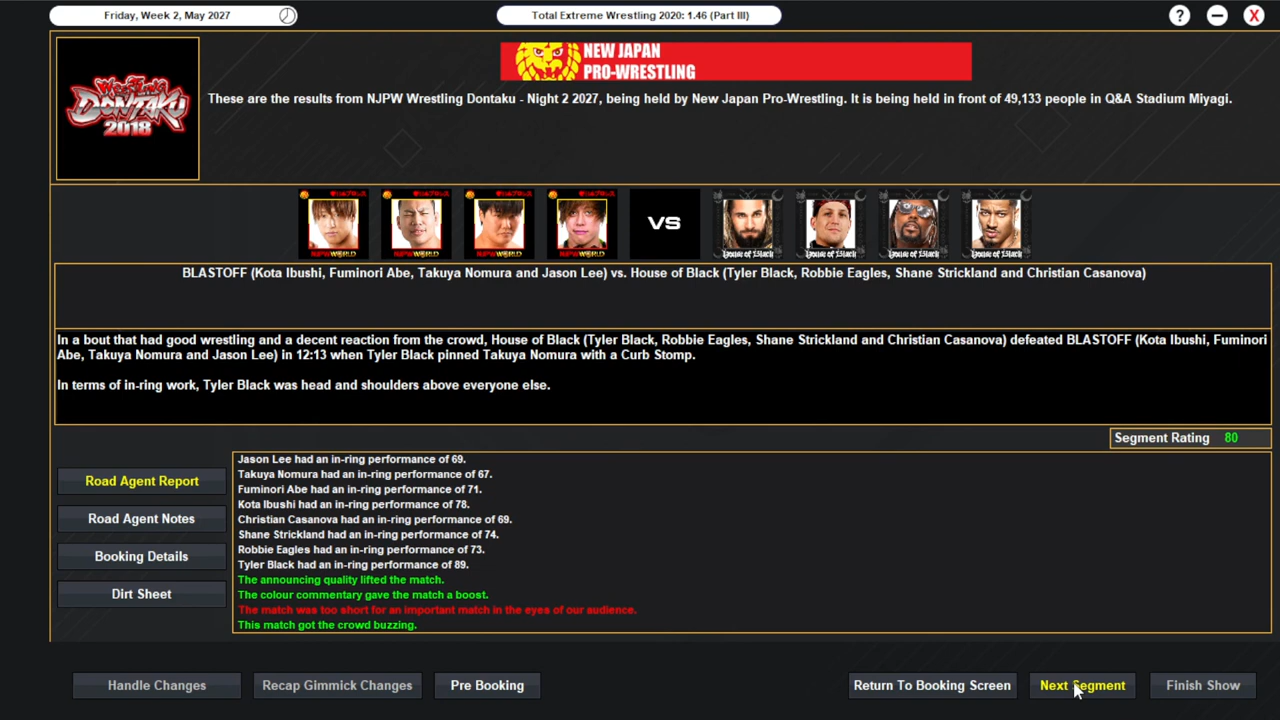 Friday, Week 2, May 2027
Total Extreme Wrestling 2020: 1.46 (Part III)
?
X
WRESTLING
DONTAKU
2018
NEW JAPAN
PRO-WRESTLING
These are the results from NJPW Wrestling Dontaku - Night 2 2027, being held by New Japan Pro-Wrestling. It is being held in front of 49,133 people in Q&A Stadium Miyagi.
VS
WORLD
House of Black
House of Black
House of Black
House of Black
BLASTOFF (Kota Ibushi, Fuminori Abe, Takuya Nomura and Jason Lee) vs. House of Black (Tyler Black, Robbie Eagles, Shane Strickland and Christian Casanova)
In a bout that had good wrestling and a decent reaction from the crowd, House of Black (Tyler Black, Robbie Eagles, Shane Strickland and Christian Casanova) defeated BLASTOFF (Kota Ibushi, Fuminori
Abe, Takuya Nomura and Jason Lee) in 12:13 when Tyler Black pinned Takuya Nomura with a Curb Stomp.
In terms of in-ring work, Tyler Black was head and shoulders above everyone else.
Segment Rating 80
Road Agent Report
Road Agent Notes
Booking Details
Dirt Sheet
Jason Lee had an in-ring performance of 69.
Takuya Nomura had an in-ring performance of 67.
Fuminori Abe had an in-ring performance of 71.
Kota Ibushi had an in-ring performance of 78.
Christian Casanova had an in-ring performance of 69.
Shane Strickland had an in-ring performance of 74.
Robbie Eagles had an in-ring performance of 73.
Tyler Black had an in-ring performance of 89.
The announcing quality lifted the match.
The colour commentary gave the match a boost.
The match was too short for an important match in the eyes of our audience.
This match got the crowd buzzing.
Handle Changes
Recap Gimmick Changes
Pre Booking
Return To Booking Screen
Next Segment
Finish Show